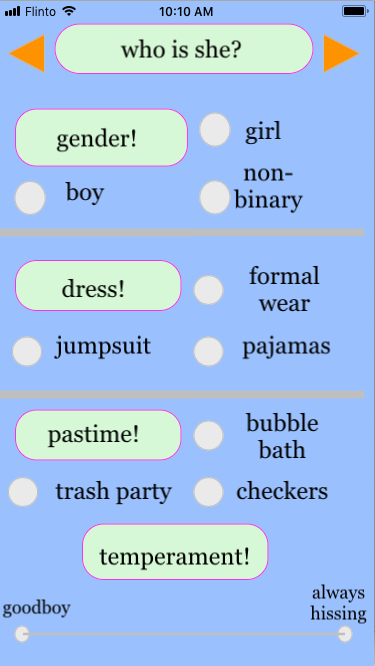 Flinto 10:10 AM
who is she?
gender!
girl
boy
non-
binary
dress!
formal
wear
jumpsuit
pajamas
pastime!
bubble
bath
trash party
checkers
temperament!
goodboy
always
hissing